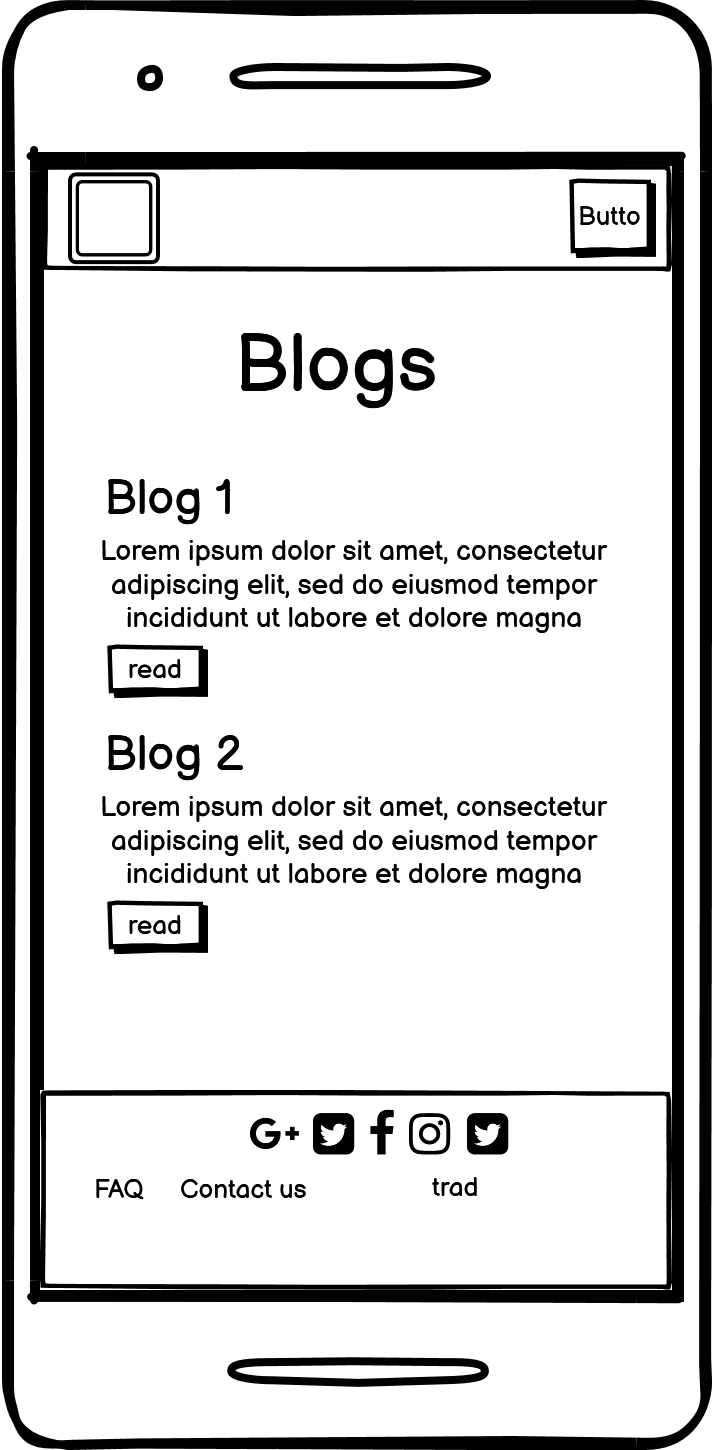 Butto
Blogs
Blog 1
Lorem ipsum dolor sit amet, consectetur
adipiscing elit, sed do eiusmod tempor
incididunt ut labore et dolore magna
read
Blog 2
Lorem ipsum dolor sit amet, consectetur
adipiscing elit, sed do eiusmod tempor
incididunt ut labore et dolore magna
read
G+
FAQ Contact us trad